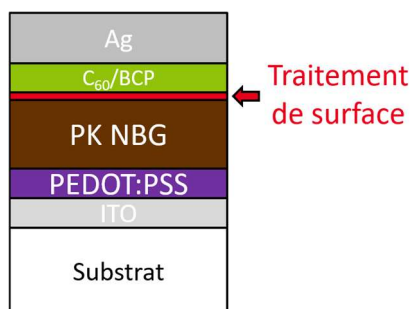 Ag
C₆₀/BCP
Traitement
de surface
PK NBG
PEDOT:PSS
ITO
Substrat